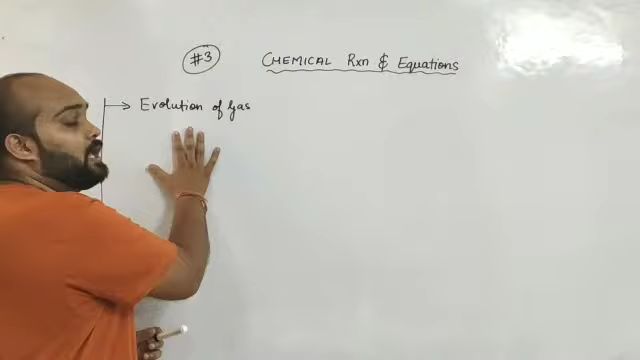 #3 CHEMICAL Rxn & Equations
Evolution of Gas